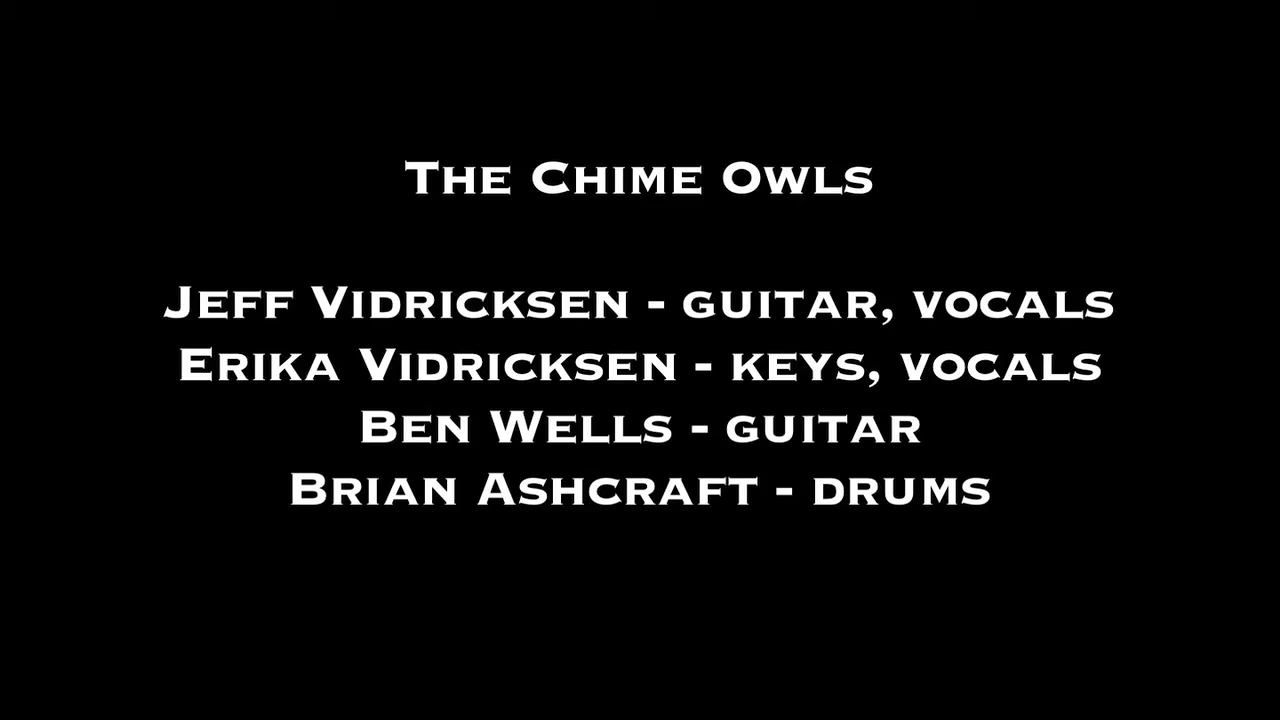 The Chime Owls
Jeff Vidricksen - guitar, vocals
Erika Vidricksen - keys, vocals
Ben Wells - guitar
Brian Ashcraft - drums